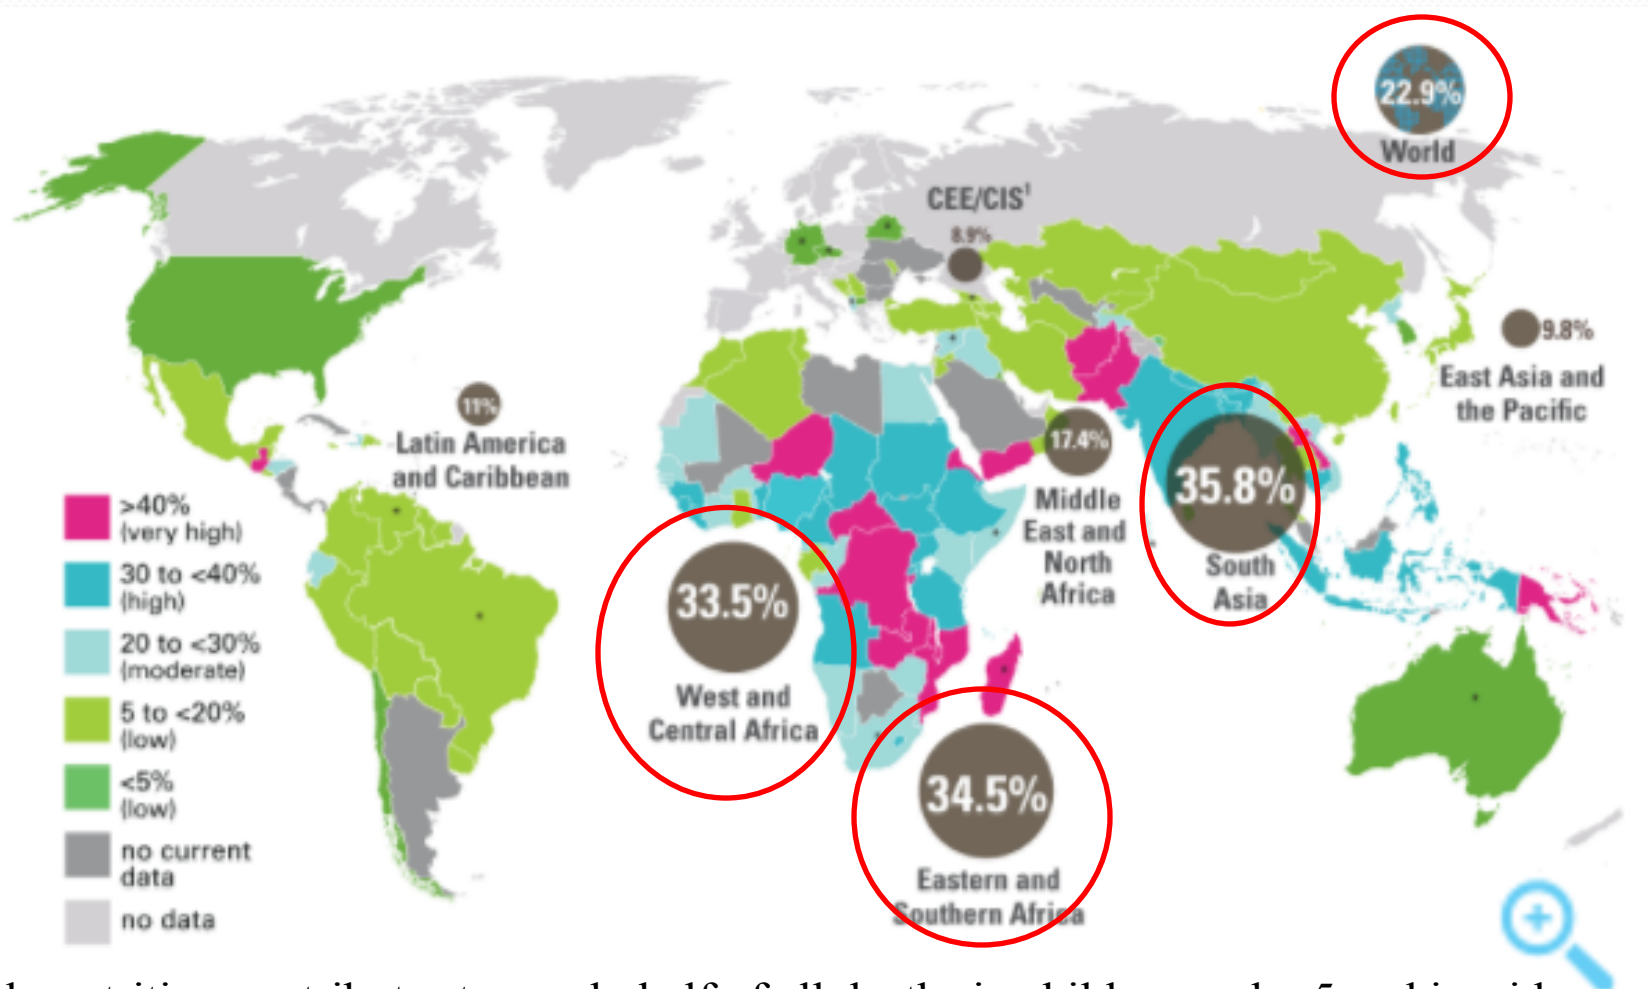 22.9%
World
CEE/CIS¹
8.9%
9.8%
East Asia and
the Pacific
11%
Latin America
and Caribbean
17.4%
Middle
East and
North
Africa
35.8%
South
Asia
33.5%
West and
Central Africa
34.5%
Eastern and
Southern Africa
>40%
(very high)
30 to <40%
(high)
20 to <30%
(moderate)
5 to <20%
(low)
<5%
(low)
no current
data
no data